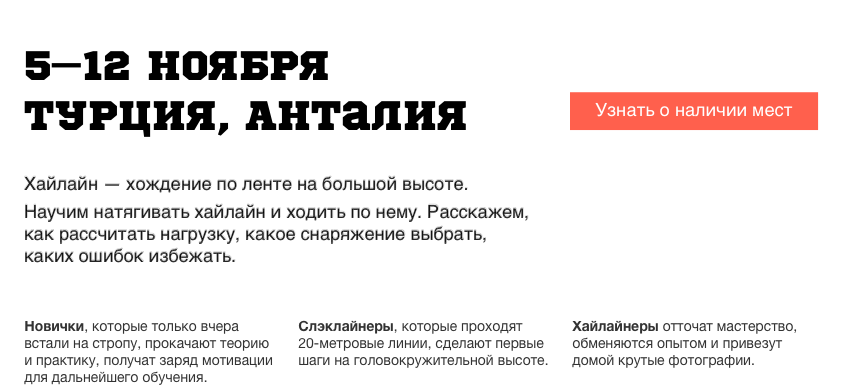 5—12 НОЯБРЯ
ТУРЦИЯ, АНТАЛИЯ
Узнать о наличии мест
Хайлайн — хождение по ленте на большой высоте.
Научим натягивать хайлайн и ходить по нему. Расскажем,
как рассчитать нагрузку, какое снаряжение выбрать,
каких ошибок избежать.
Новички, которые только вчера
встали на стропу, прокачают теорию
и практику, получат заряд мотивации
для дальнейшего обучения.
Слэклайнеры, которые проходят
20-метровые линии, сделают первые
шаги на головокружительной высоте.
Хайлайнеры отточат мастерство,
обменяются опытом и привезут
домой крутые фотографии.